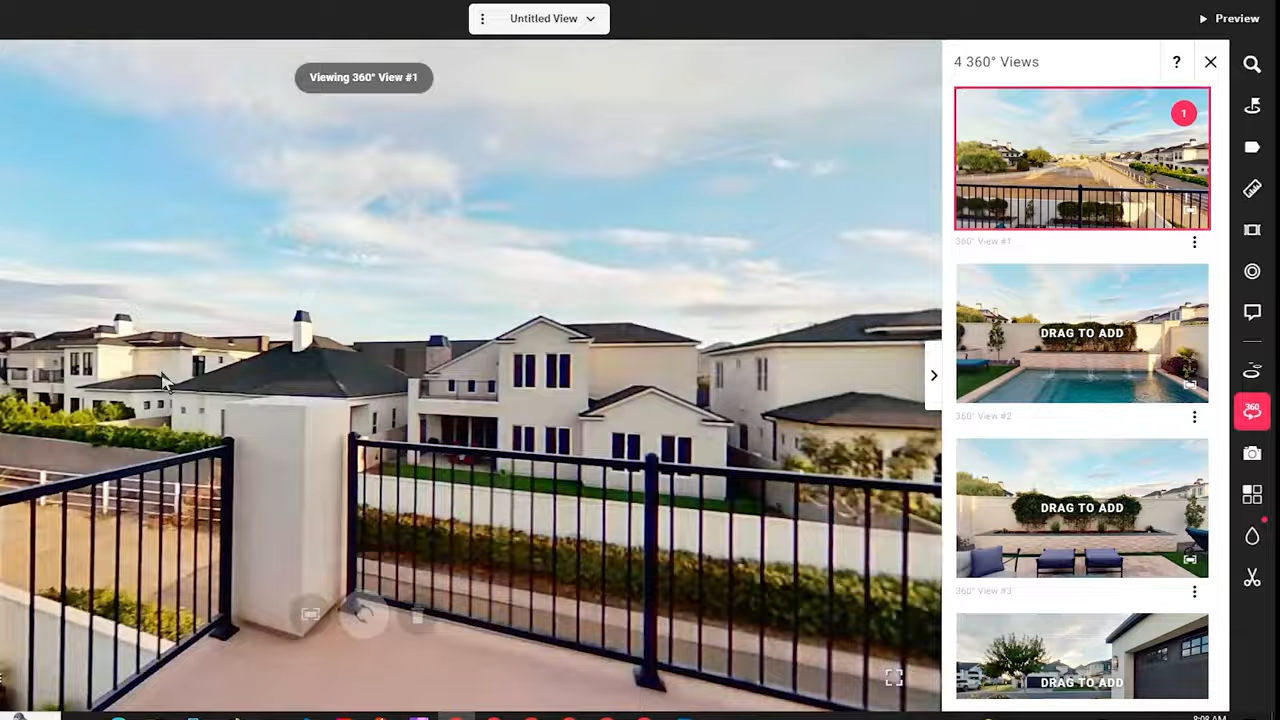 Untitled View
Preview
Viewing 360° View #1
4 360° Views
?
1
360° View #1
DRAG TO ADD
360° View #2
DRAG TO ADD
360° View #3
DRAG TO ADD
360